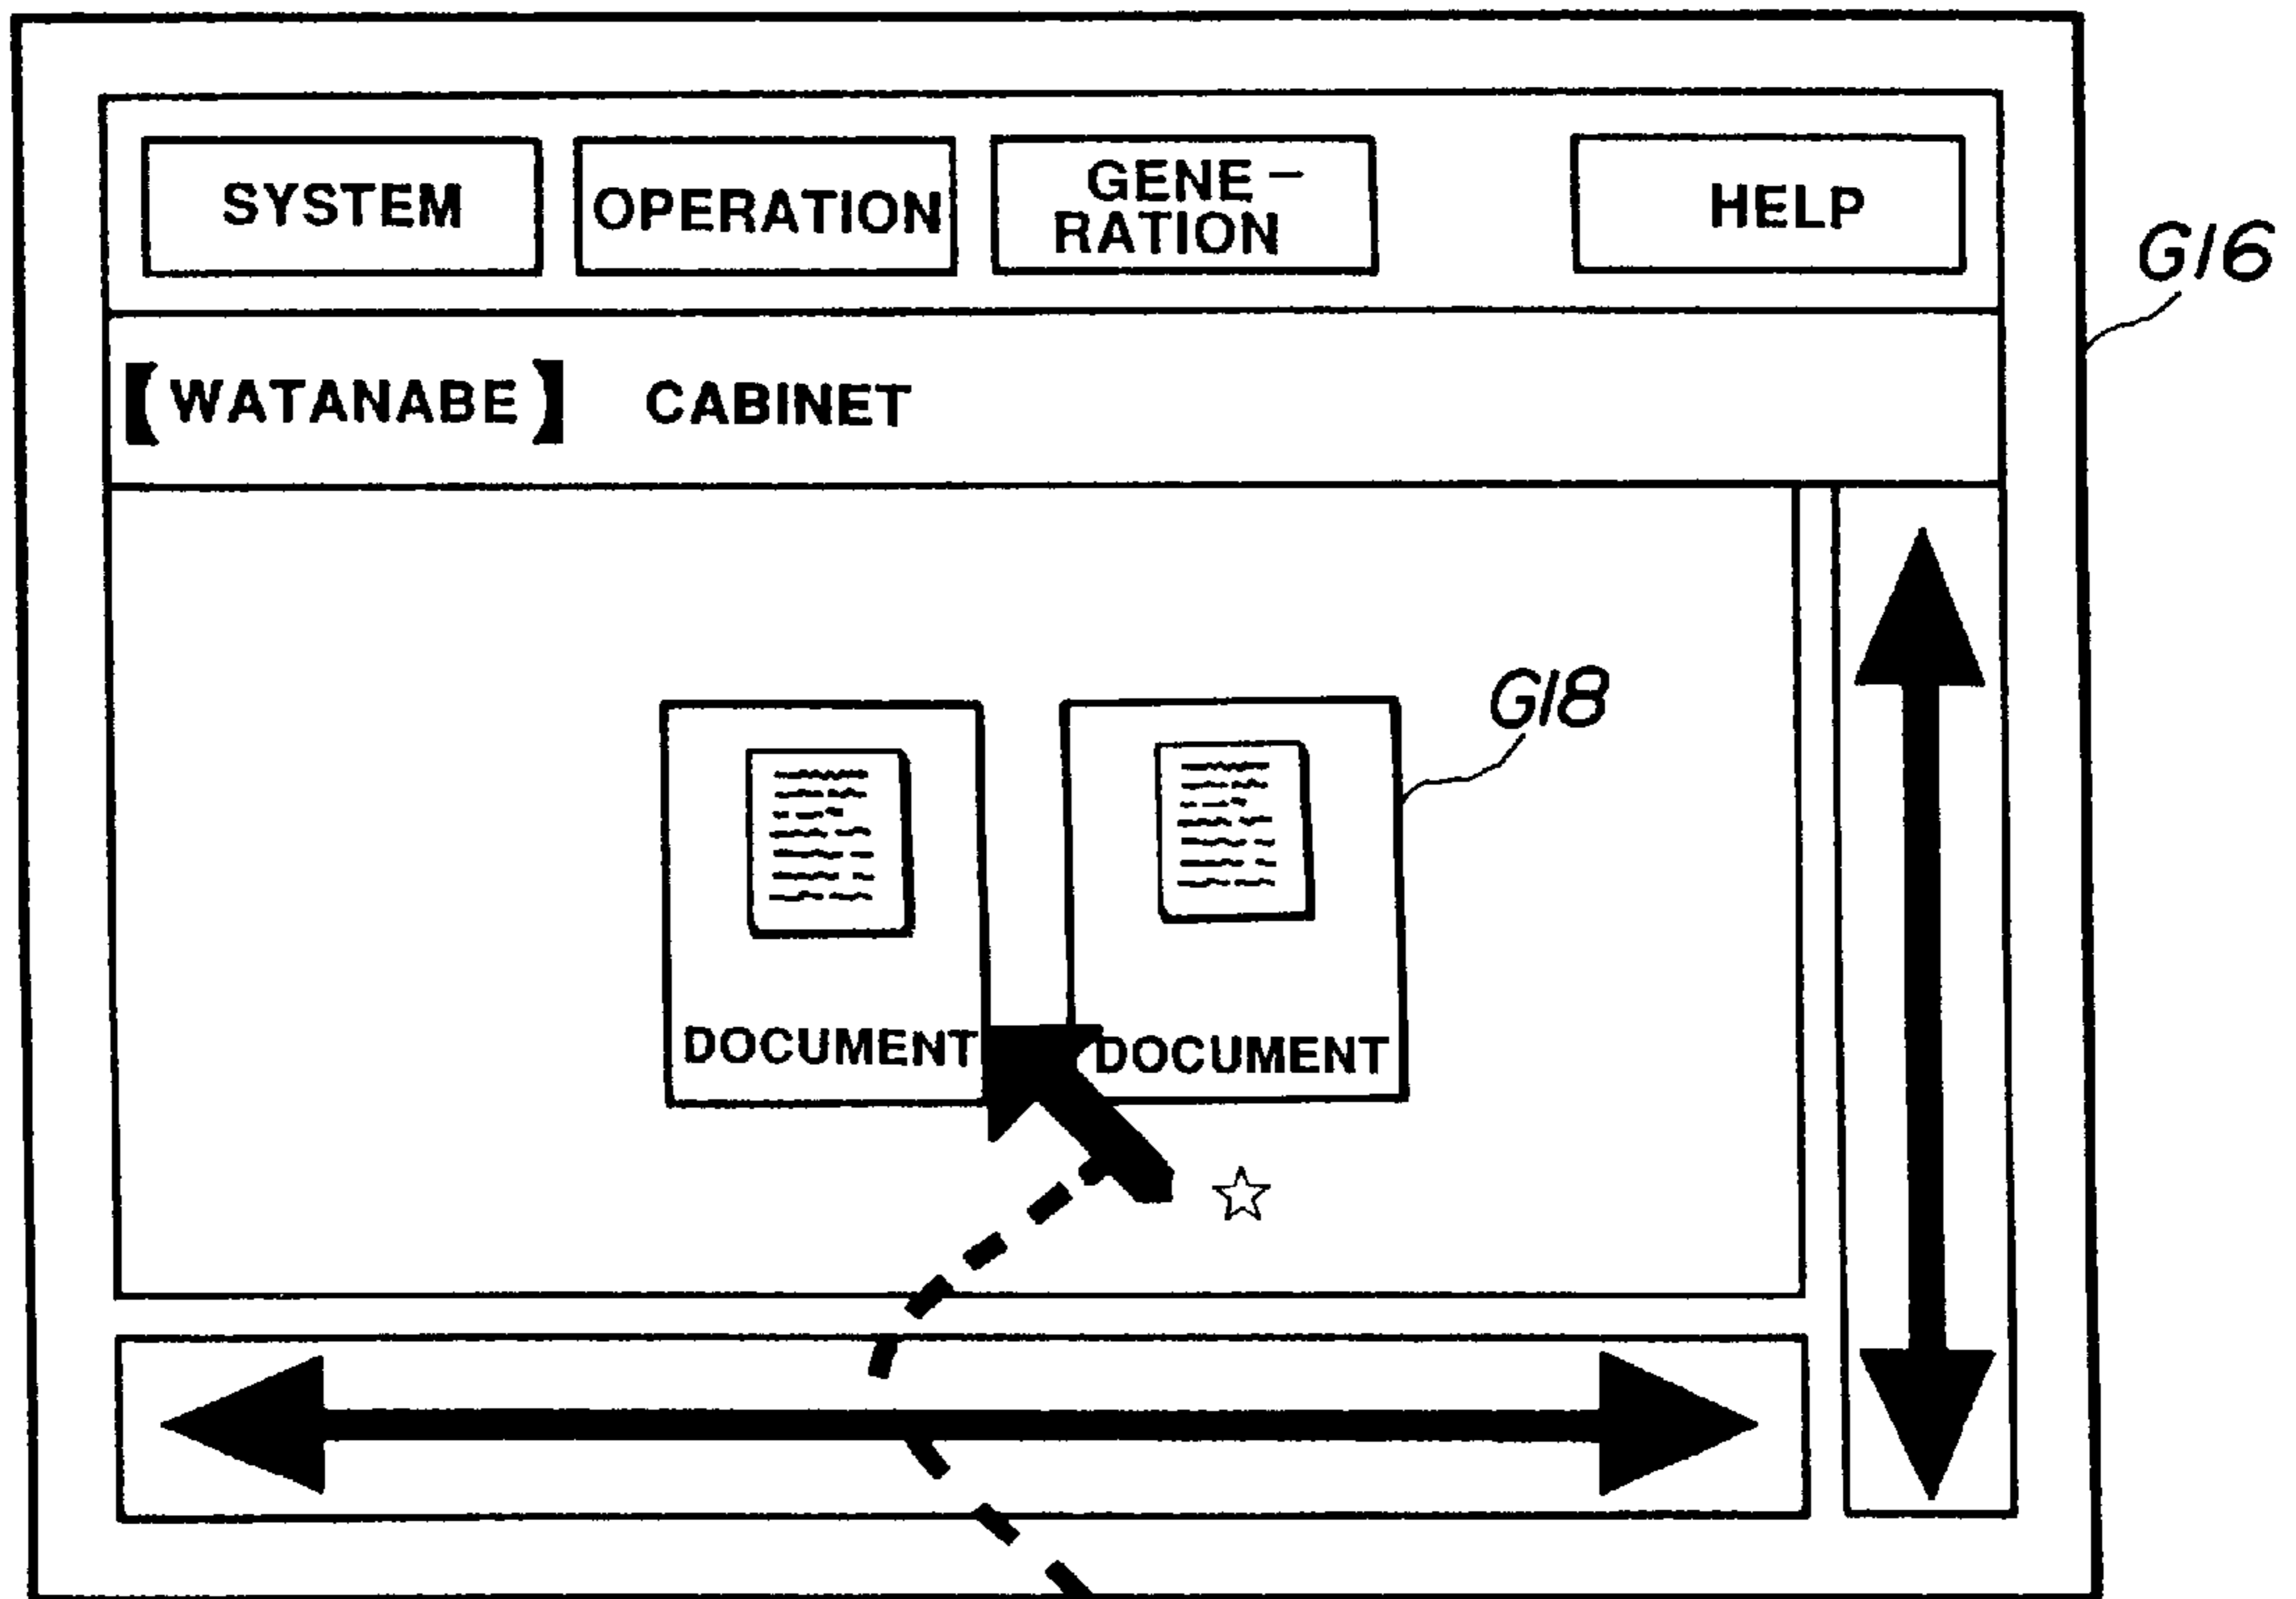 SYSTEM
OPERATION
GENE-
RATION
HELP
G16
【WATANABE】 CABINET
G18
DOCUMENT
DOCUMENT